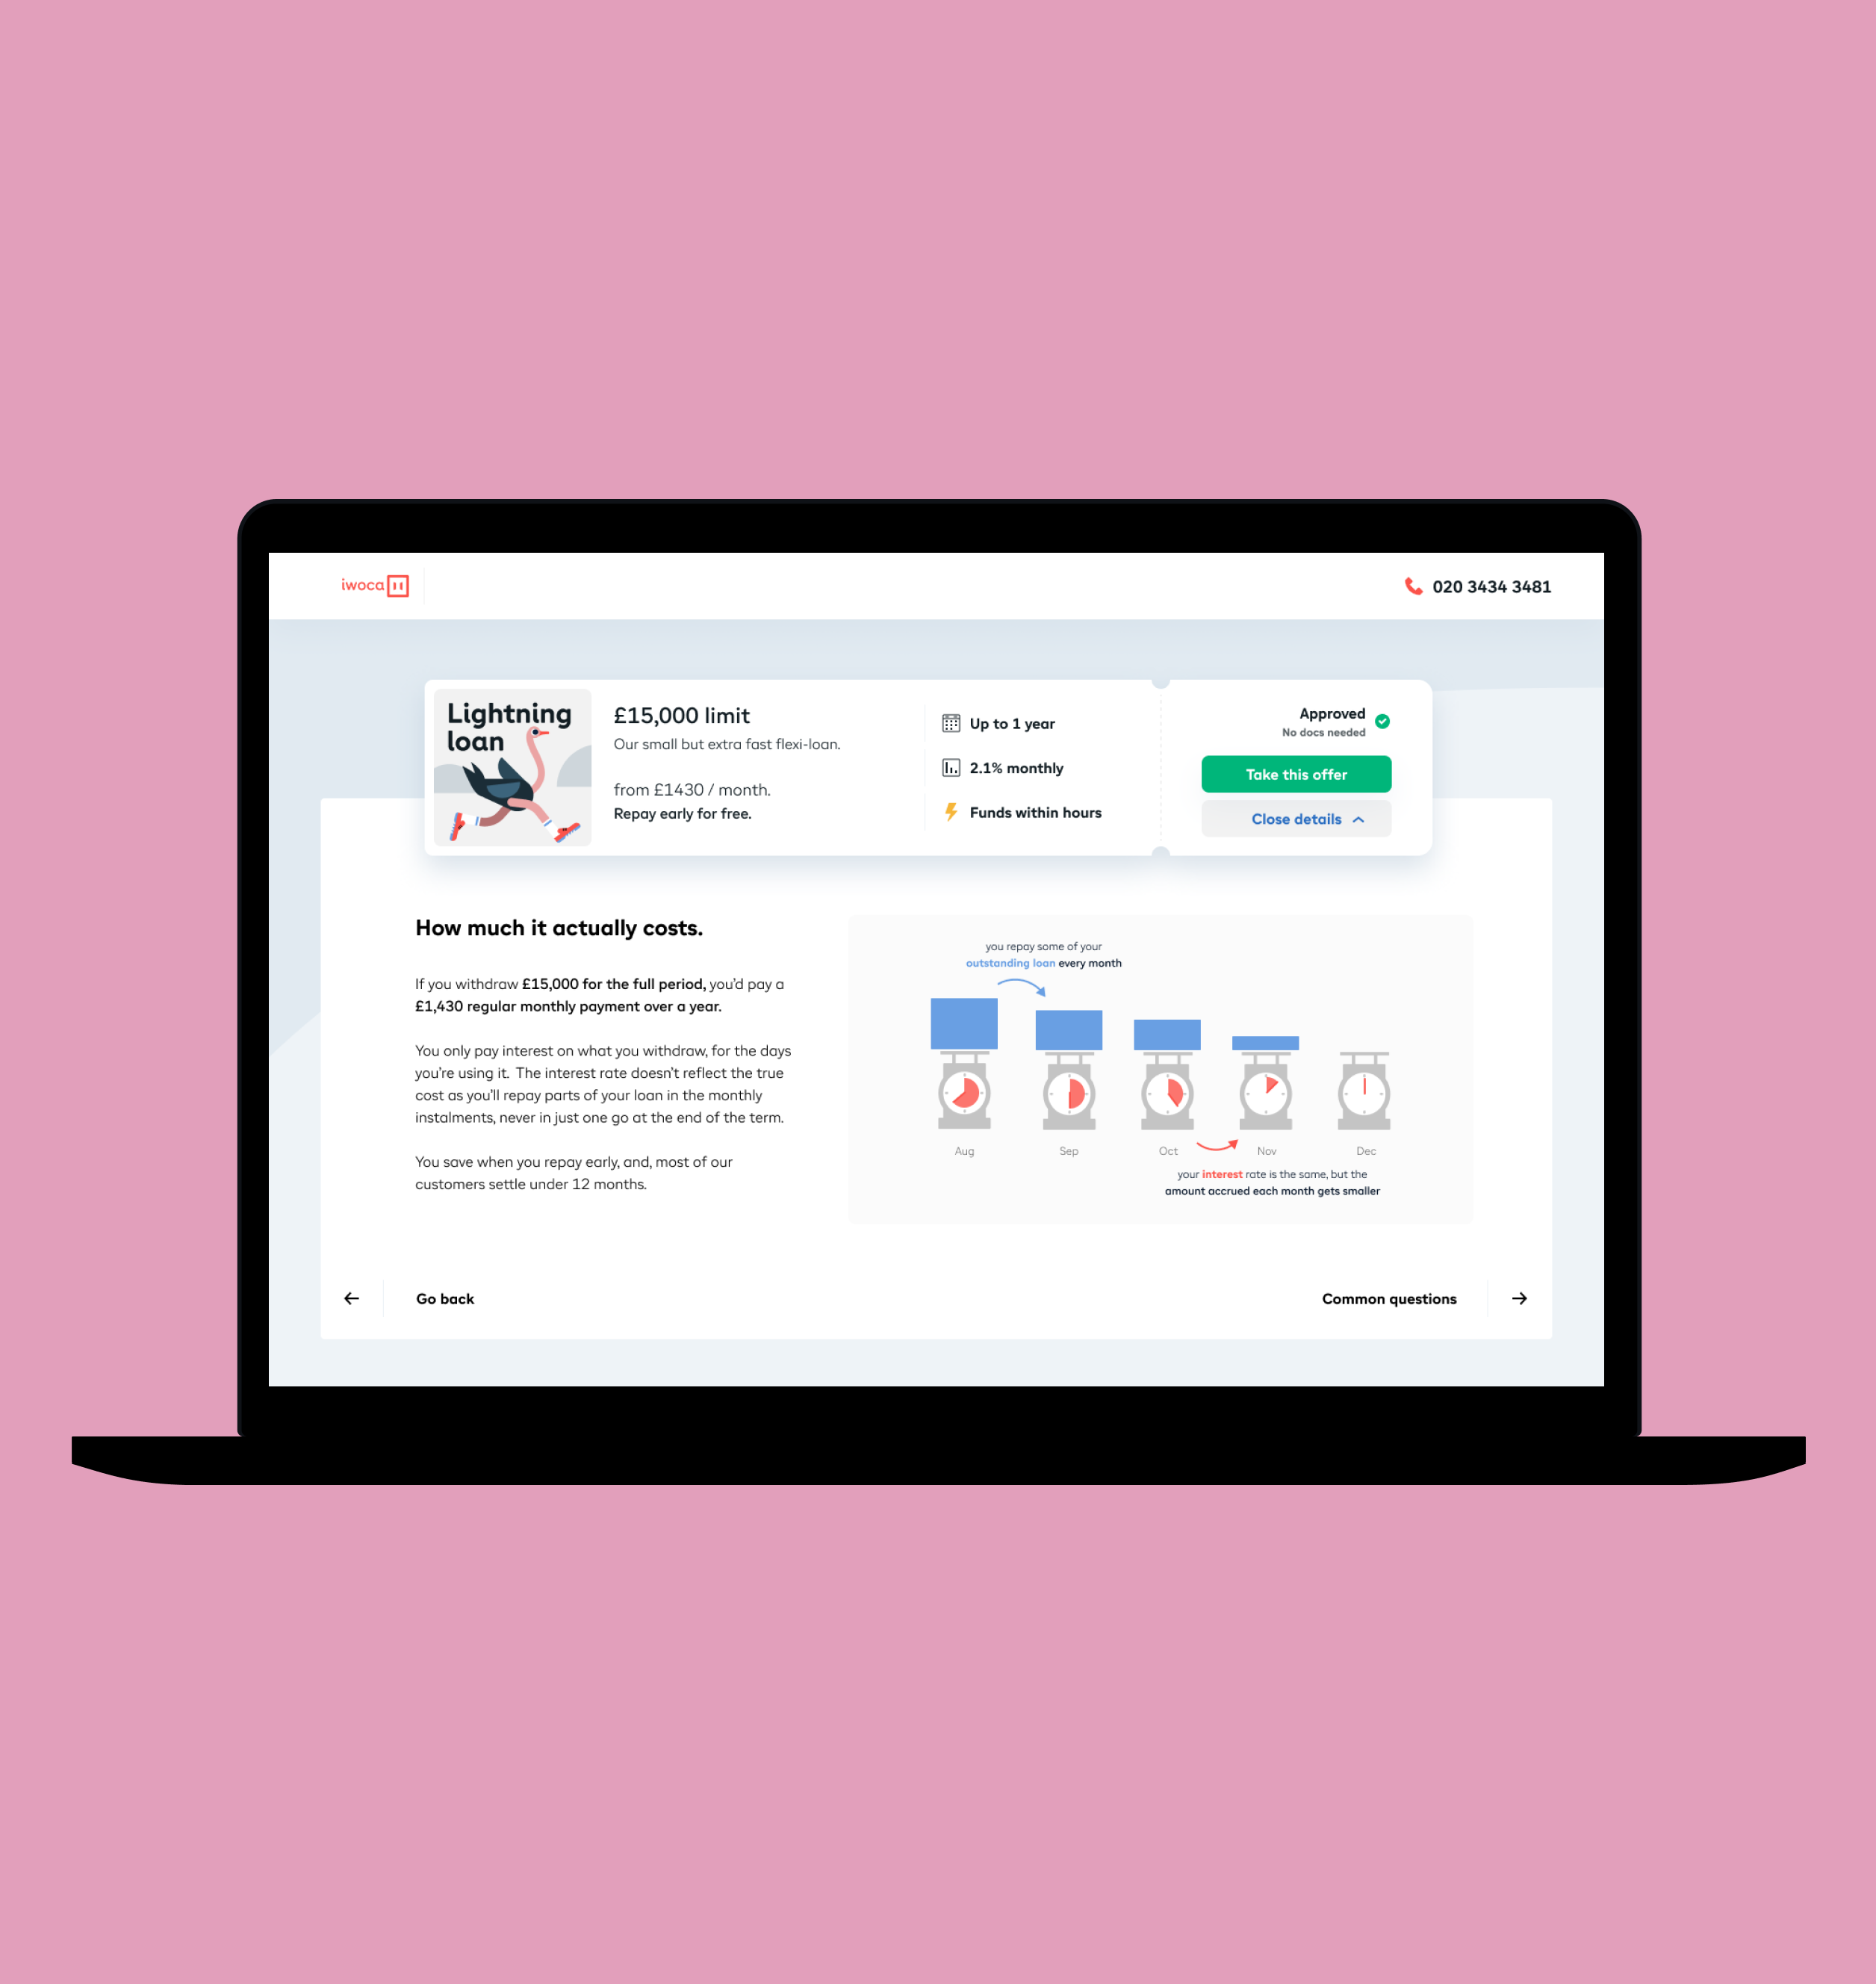 iwoca
020 3434 3481
Lightning
loan
£15,000 limit
Our small but extra fast flexi-loan.
from £1430 / month.
Repay early for free.
Up to 1 year
2.1% monthly
Funds within hours
Approved
No docs needed
Take this offer
Close details
How much it actually costs.
If you withdraw £15,000 for the full period, you’d pay a
£1,430 regular monthly payment over a year.
You only pay interest on what you withdraw, for the days
you’re using it. The interest rate doesn’t reflect the true
cost as you’ll repay parts of your loan in the monthly
instalments, never in just one go at the end of the term.
You save when you repay early, and, most of our
customers settle under 12 months.
you repay some of your
outstanding loan every month
Aug
Sep
Oct
Nov
Dec
your interest rate is the same, but the
amount accrued each month gets smaller
Go back
Common questions